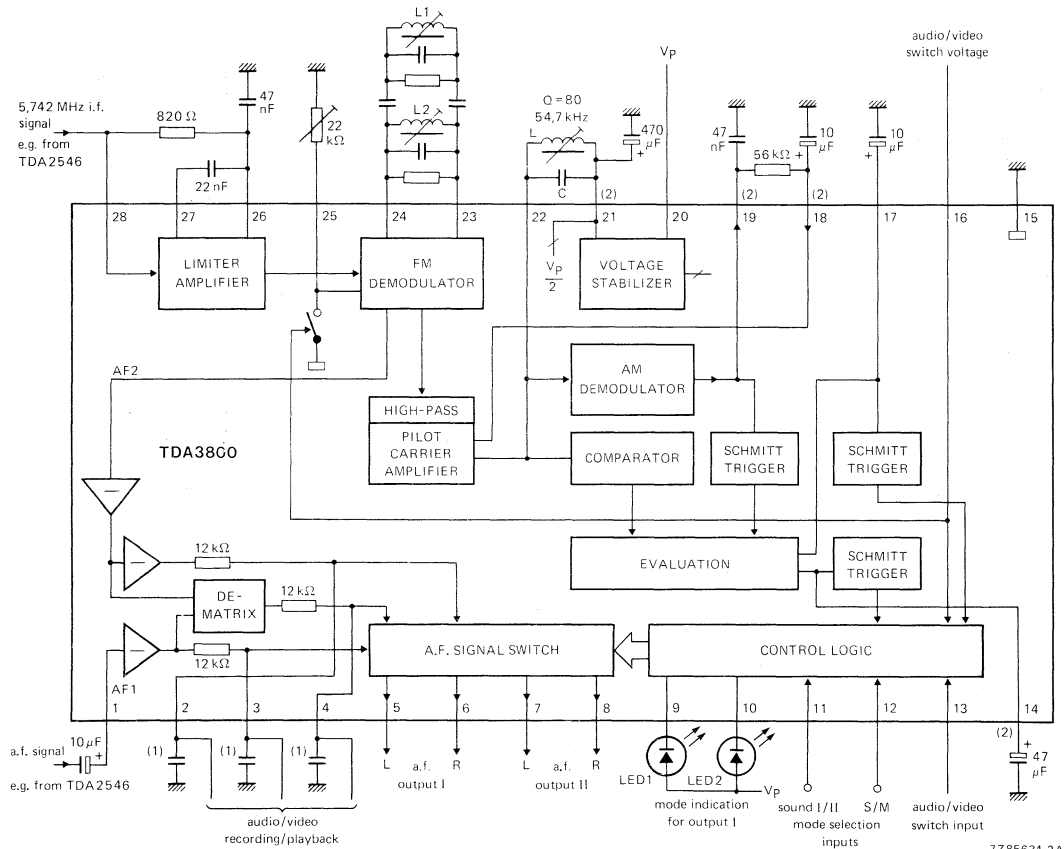 L1
audio/video
switch voltage
VP
5,742 MHz i.f.
signal
e.g. from
TDA2546
820 Ω
47
nF
22
kΩ
L2
Q = 80
54,7 kHz
L
470
μF
+
47
nF
10
μF
+
56 kΩ
10
μF
+
22 nF
C
(2)
(2)
(2)
28
27
26
25
24
23
22
21
20
19
18
17
16
15
LIMITER
AMPLIFIER
FM
DEMODULATOR
VP
2
VOLTAGE
STABILIZER
AF2
AM
DEMODULATOR
HIGH-PASS
PILOT
CARRIER
AMPLIFIER
TDA3800
COMPARATOR
SCHMITT
TRIGGER
SCHMITT
TRIGGER
12 kΩ
EVALUATION
SCHMITT
TRIGGER
DE-
MATRIX
12 kΩ
12 kΩ
A.F. SIGNAL SWITCH
CONTROL LOGIC
AF1
1
2
3
4
5
6
7
8
9
10
11
12
13
14
(2)
a.f. signal
10 μF
+
e.g. from TDA2546
(1)
(1)
(1)
L
a.f.
output I
R
L
a.f.
output II
R
LED1
LED2
VP
mode indication
for output I
sound I/II
S/M
mode selection
inputs
audio/video
switch input
+
47
μF
audio/video
recording/playback
7785624.2A